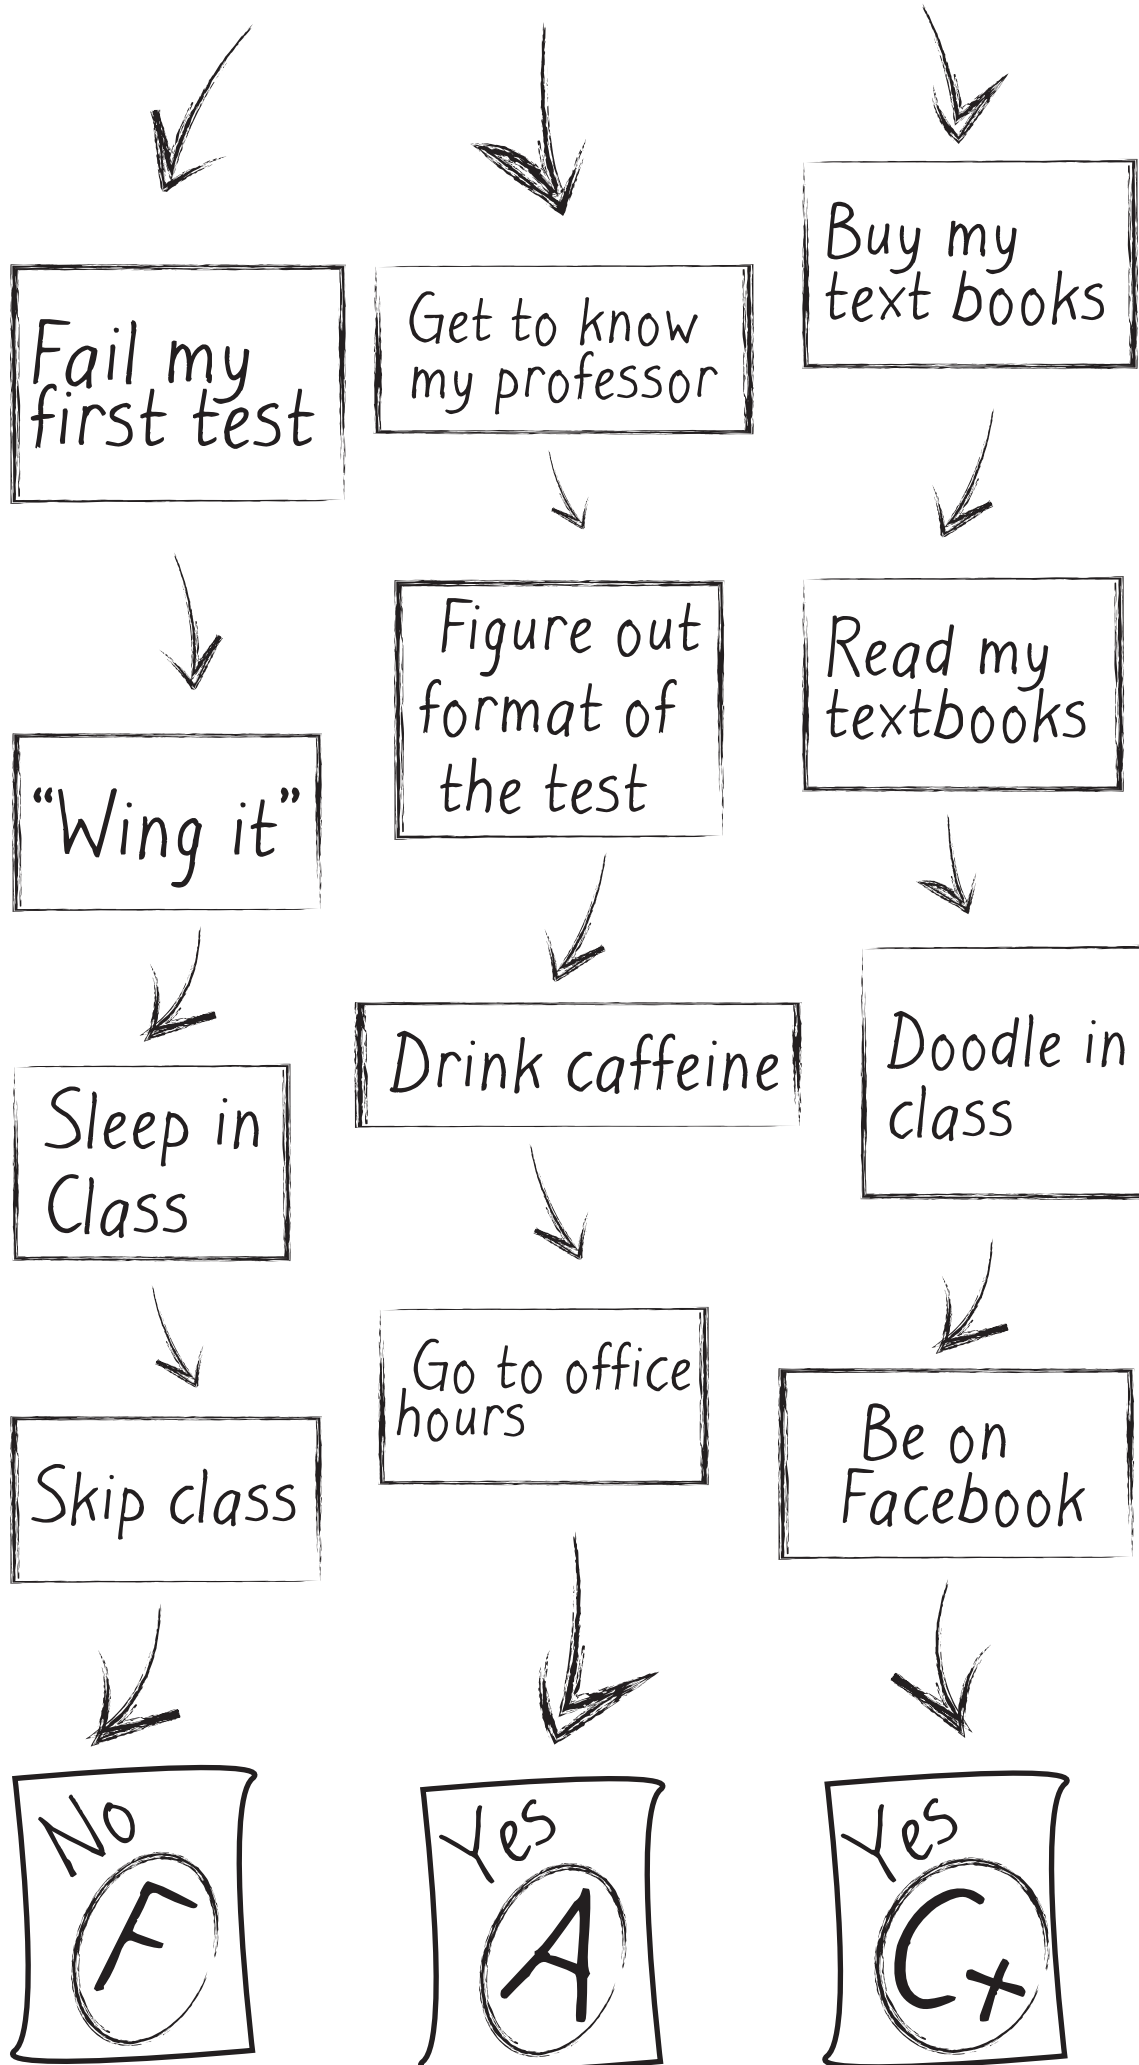 Fail my
first test
“Wing it”
Sleep in
Class
Skip class
No
F
Get to know
my professor
Figure out
format of
the test
Drink caffeine
Go to office
hours
Yes
A
Buy my
text books
Read my
textbooks
Doodle in
class
Be on
Facebook
Yes
C+